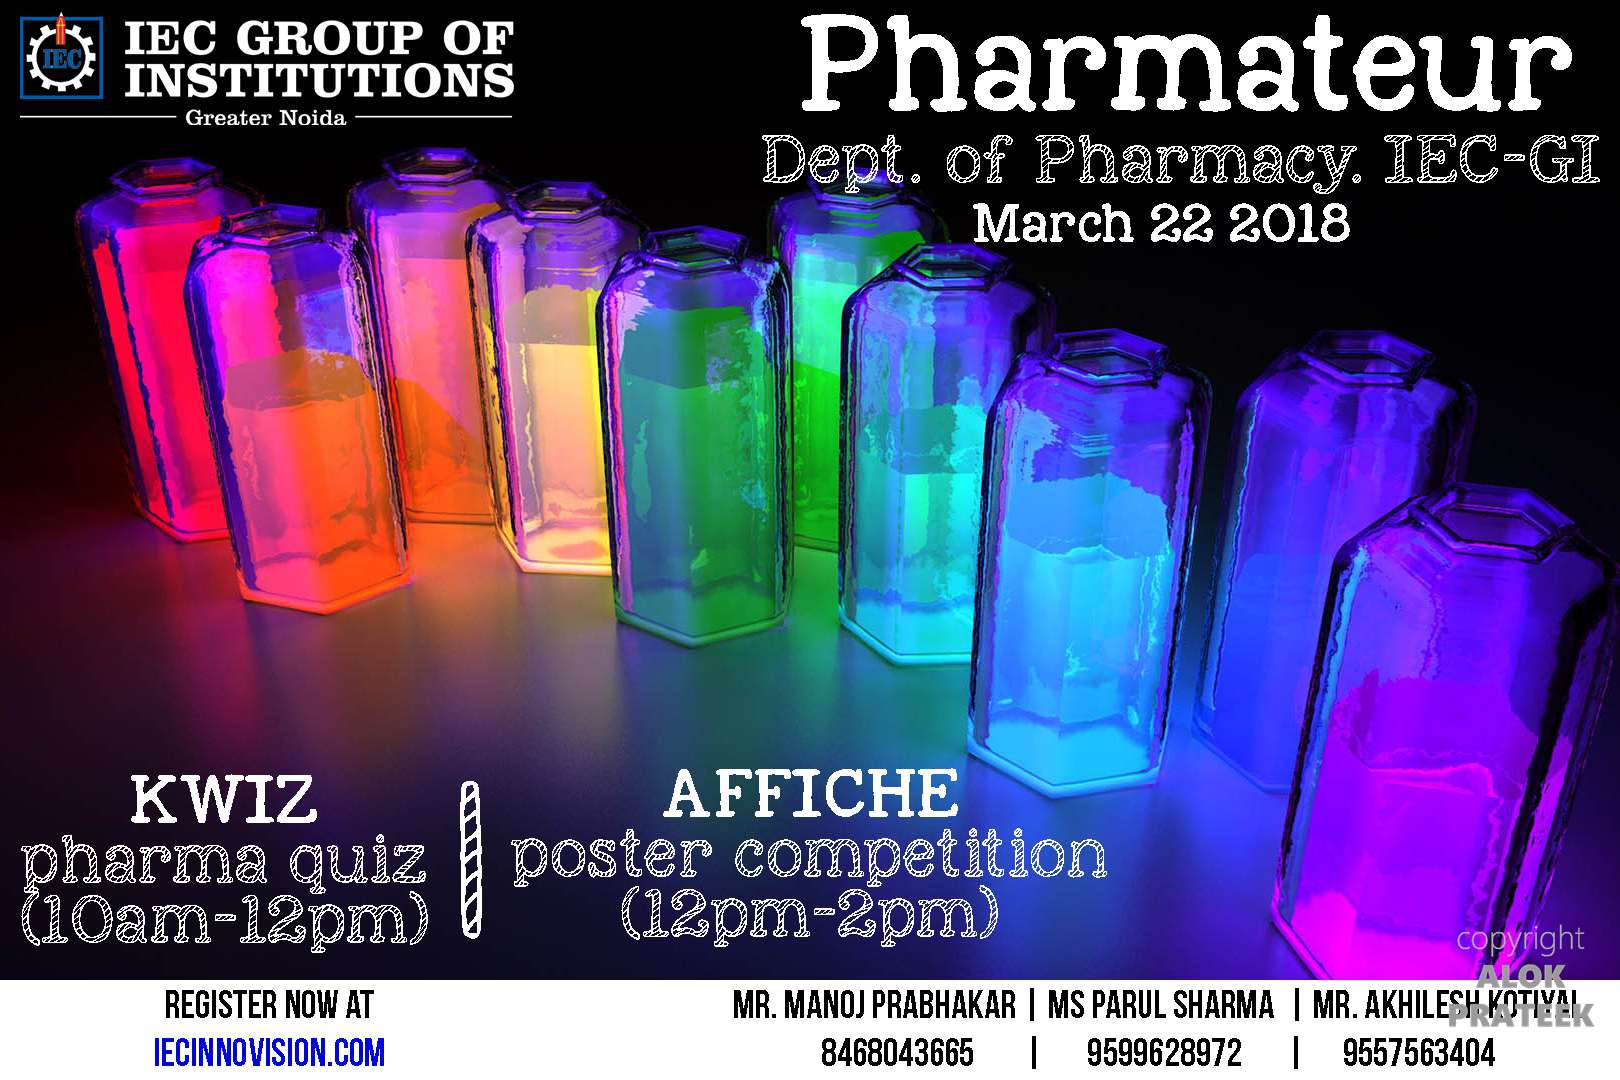 IEC
IEC GROUP OF
INSTITUTIONS
Greater Noida
Pharmateur
Dept. of Pharmacy. IEC-GI
March 22 2018
KWIZ
pharma quiz
(10am-12pm)
AFFICHE
poster competition
(12pm-2pm)
REGISTER NOW AT
IECINNOVISION.COM
MR. MANOJ PRABHAKAR | MS PARUL SHARMA | MR. AKHILESH KOTIYAL
8468043665 | 9599628972 | 9557563404
copyright
ALOK
PRATEEK